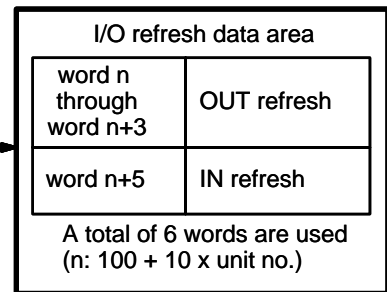 I/O refresh data area
word n
through
word n+3
OUT refresh
word n+5
IN refresh
A total of 6 words are used
(n: 100 + 10 x unit no.)